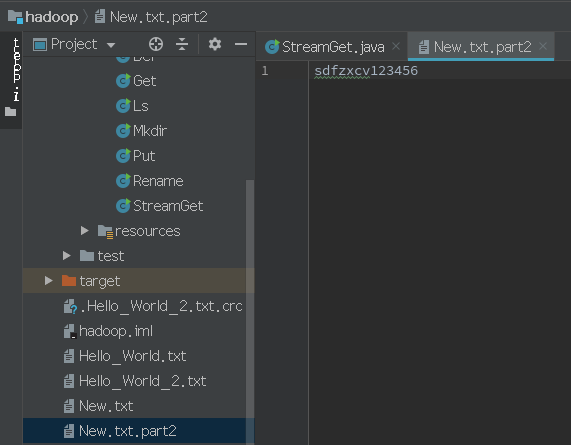 hadoop New.txt.part2
Project
StreamGet.java
New.txt.part2
1 sdfzxcv123456
Get
Ls
Mkdir
Put
Rename
StreamGet
resources
test
target
.Hello_World_2.txt.crc
hadoop.iml
Hello_World.txt
Hello_World_2.txt
New.txt
New.txt.part2